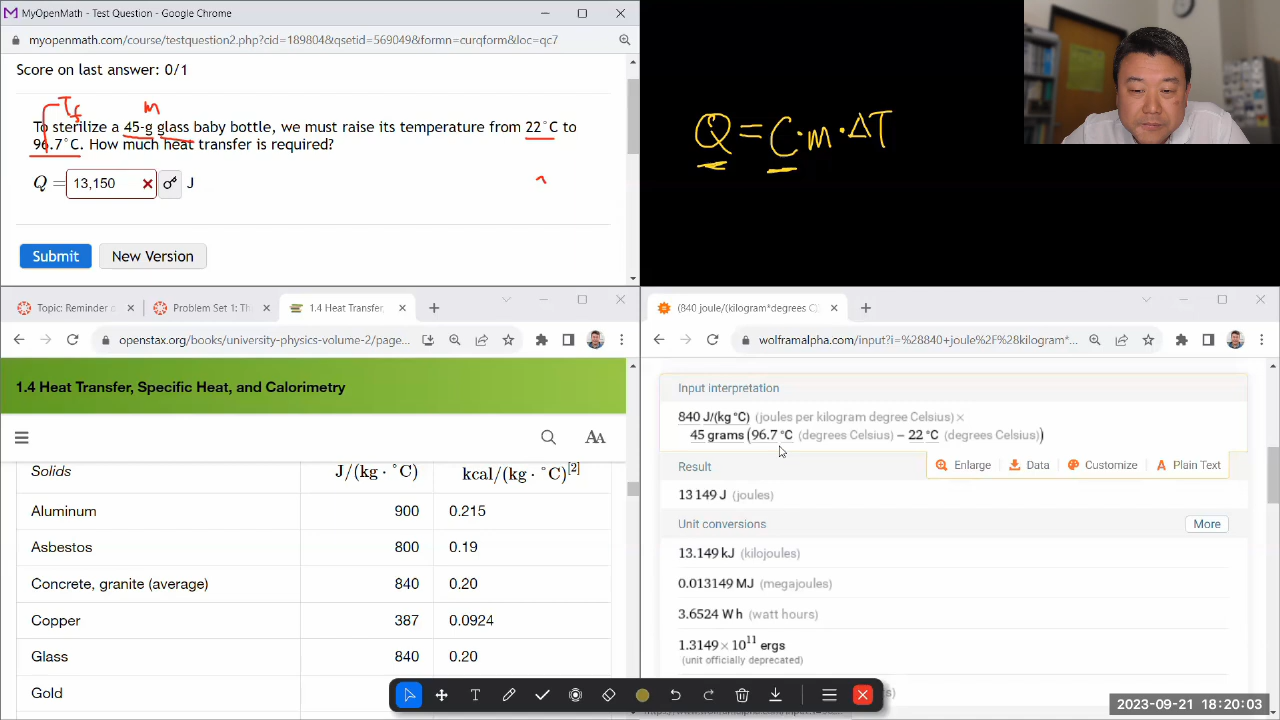 MyOpenMath - Test Question - Google Chrome
myopenmath.com/course/testquestion2.php?cid=189804&qsetid=569049&formn=curqform&loc=qc7
Score on last answer: 0/1
Tf
m
To sterilize a 45-g glass baby bottle, we must raise its temperature from 22°C to
96.7°C. How much heat transfer is required?
Q = 13,150 J
Submit
New Version
Q = C·m·ΔT
Topic: Reminder o
Problem Set 1: Th
1.4 Heat Transfer,
openstax.org/books/university-physics-volume-2/page...
1.4 Heat Transfer, Specific Heat, and Calorimetry
AA
Solids J/(kg · °C) kcal/(kg · °C)[2]
Aluminum 900 0.215
Asbestos 800 0.19
Concrete, granite (average) 840 0.20
Copper 387 0.0924
Glass 840 0.20
Gold
(840 joule/(kilogram*degrees C)
wolframalpha.com/input?i=%28840+joule%2F%28kilogram*...
Input interpretation
840 J/(kg °C) (joules per kilogram degree Celsius) ×
45 grams (96.7 °C (degrees Celsius) − 22 °C (degrees Celsius))
Result
Enlarge Data Customize A Plain Text
13149 J (joules)
Unit conversions
More
13.149 kJ (kilojoules)
0.013149 MJ (megajoules)
3.6524 W h (watt hours)
1.3149 × 10^11 ergs
(unit officially deprecated)
T
2023-09-21 18:20:03